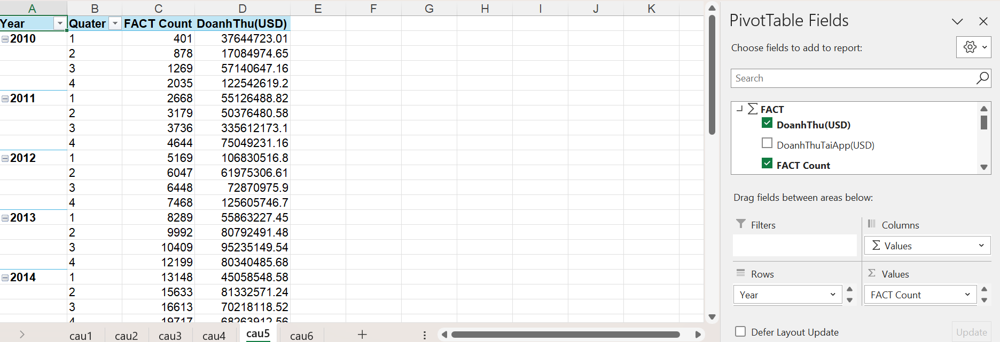 A B C D E F G H I J K
Year Quater FACT Count DoanhThu(USD)
2010 1 401 37644723.01
2 878 17084974.65
3 1269 57140647.16
4 2035 122542619.2
2011 1 2668 55126488.82
2 3179 50376480.58
3 3736 335612173.1
4 4644 75049231.16
2012 1 5169 106830516.8
2 6047 61975306.61
3 6448 72870975.9
4 7468 125605746.7
2013 1 8289 55863227.45
2 9992 80792491.48
3 10409 95235149.54
4 12199 80340485.68
2014 1 13148 45058548.58
2 15633 81332571.24
3 16613 70218118.52
4 19717 68263912.56
cau1 cau2 cau3 cau4 cau5 cau6
PivotTable Fields
Choose fields to add to report:
Search
Σ FACT
DoanhThu(USD)
DoanhThuTaiApp(USD)
FACT Count
Drag fields between areas below:
Filters
Columns
Σ Values
Rows
Σ Values
Year
FACT Count
Defer Layout Update
Update